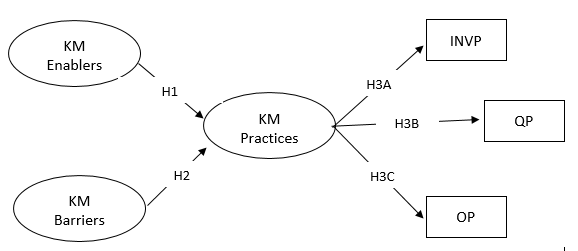 KM
Enablers
H1
KM
Practices
H2
KM
Barriers
H3A
INVP
H3B
QP
H3C
OP